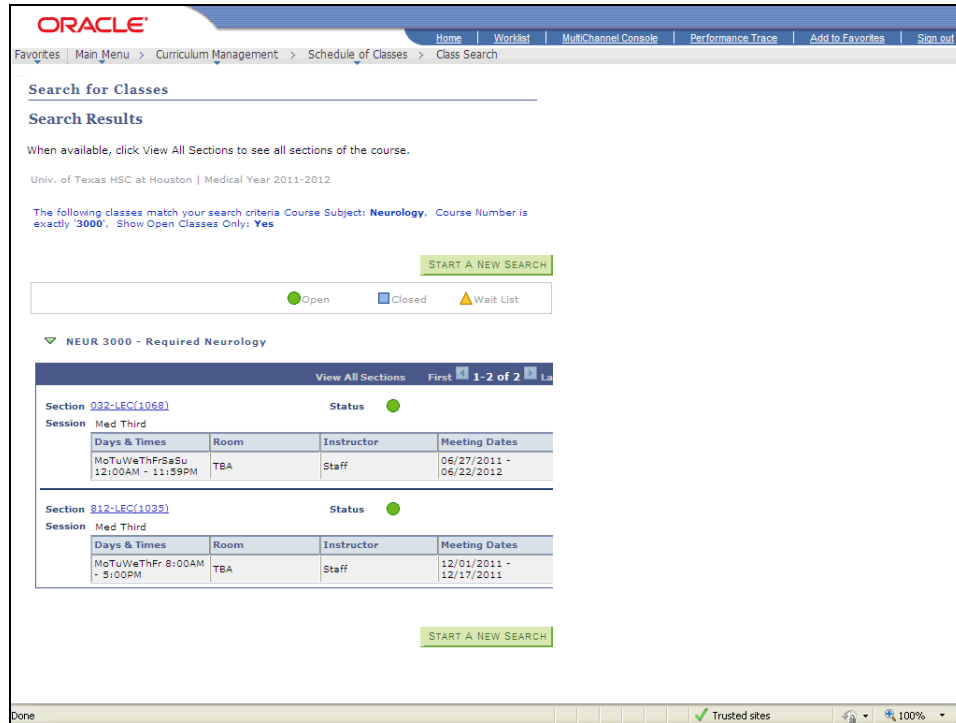 ORACLE
Home | Worklist | MultiChannel Console | Performance Trace | Add to Favorites | Sign out
Favorites Main Menu > Curriculum Management > Schedule of Classes > Class Search
Search for Classes
Search Results
When available, click View All Sections to see all sections of the course.
Univ. of Texas HSC at Houston | Medical Year 2011-2012
The following classes match your search criteria Course Subject: Neurology, Course Number is
exactly '3000', Show Open Classes Only: Yes
START A NEW SEARCH
Open Closed Wait List
NEUR 3000 - Required Neurology
View All Sections First 1-2 of 2 La
Section 032-LEC(1068) Status
Session Med Third
Days & Times Room Instructor Meeting Dates
MoTuWeThFrSaSu
12:00AM - 11:59PM TBA Staff 06/27/2011 -
06/22/2012
Section 812-LEC(1035) Status
Session Med Third
Days & Times Room Instructor Meeting Dates
MoTuWeThFr 8:00AM
- 5:00PM TBA Staff 12/01/2011 -
12/17/2011
START A NEW SEARCH
Done Trusted sites 100%